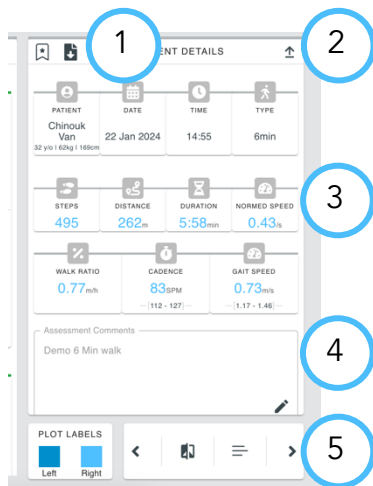 1
2
ENT DETAILS
PATIENT DATE TIME TYPE
Chinouk
Van
32 y/o | 62kg | 169cm
22 Jan 2024 14:55 6min
3
STEPS DISTANCE DURATION NORMED SPEED
495 262m 5:58min 0.43/s
WALK RATIO CADENCE GAIT SPEED
0.77m/h 83SPM 0.73m/s
[112 - 127] [1.17 - 1.46]
4
Assessment Comments
Demo 6 Min walk
5
PLOT LABELS
Left Right